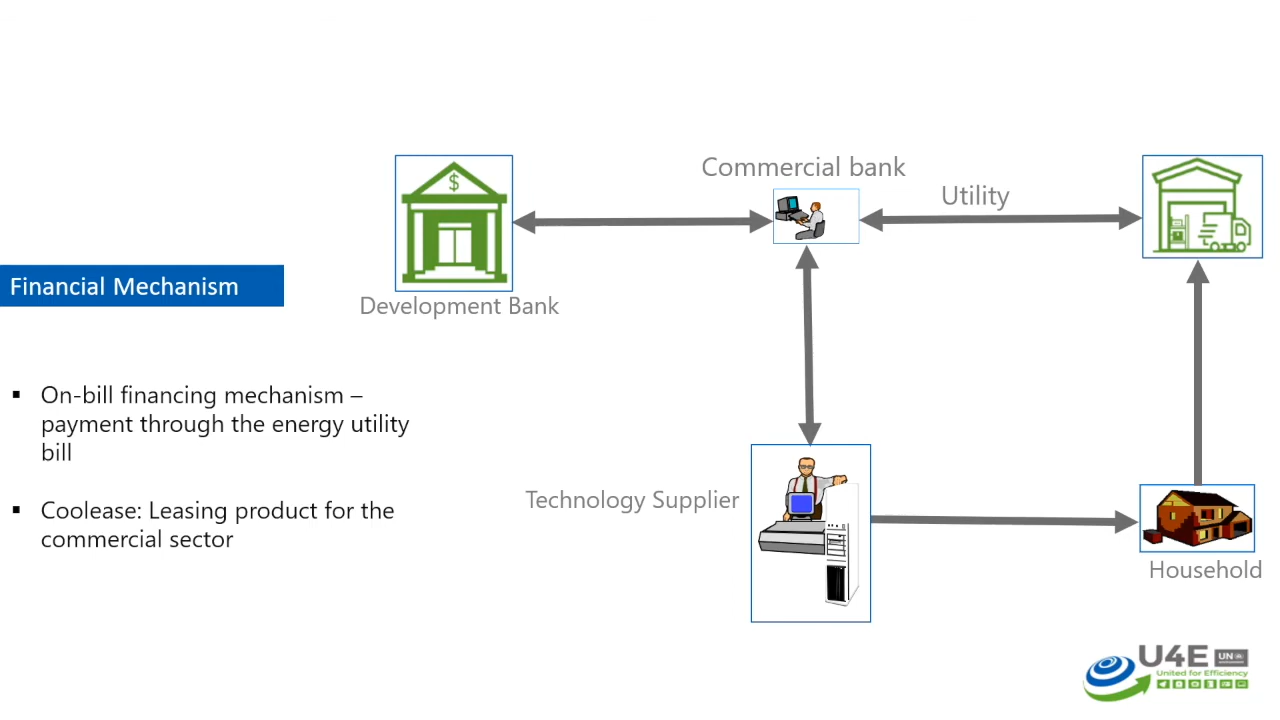 Commercial bank
Utility
$
Financial Mechanism
Development Bank
▪ On-bill financing mechanism –
payment through the energy utility
bill
▪ Coolease: Leasing product for the
commercial sector
Technology Supplier
Household
U4E UN
United for Efficiency